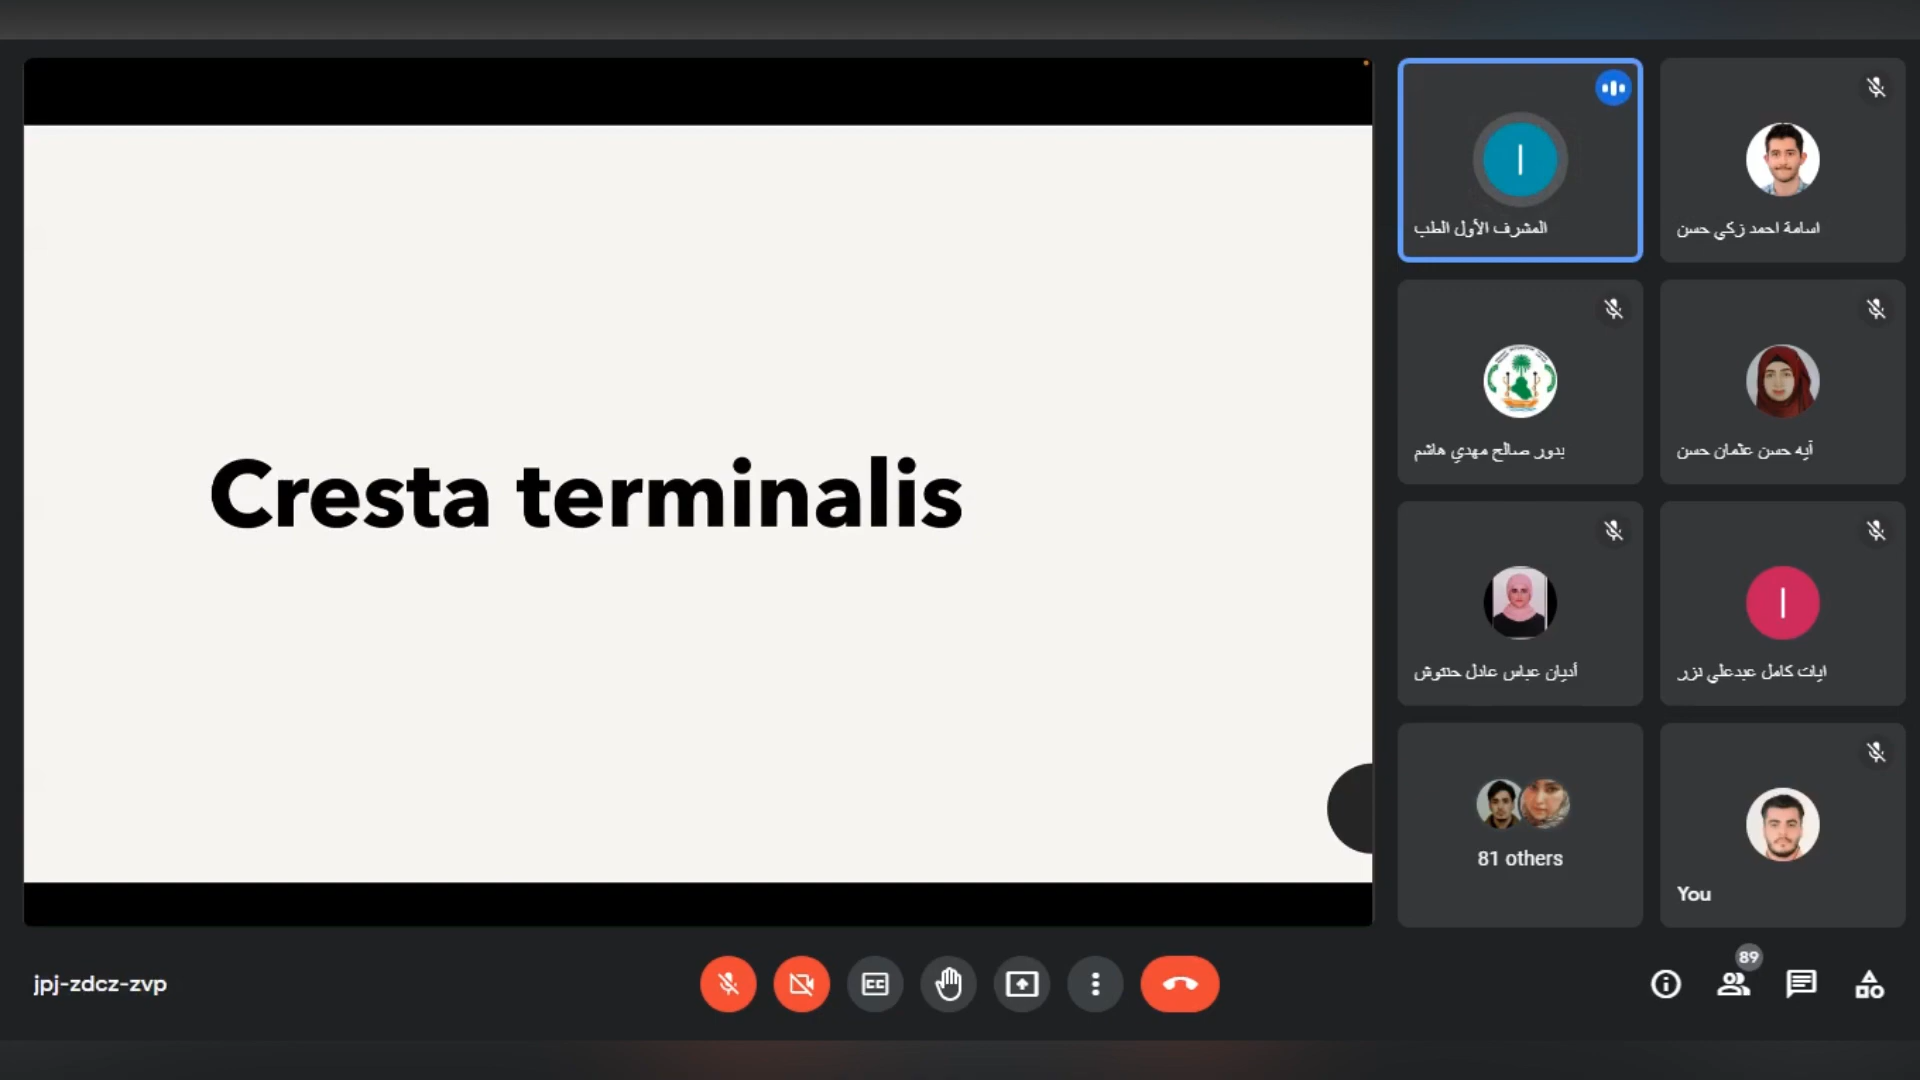 Cresta terminalis
المشرف الأول الطب
اسامة احمد زكي حسن
بدور صالح مهدي هاشم
آيه حسن عثمان حسن
أديان عباس عادل حنتوش
ايات كامل عبدعلي نزر
81 others
You
jpj-zdcz-zvp
89